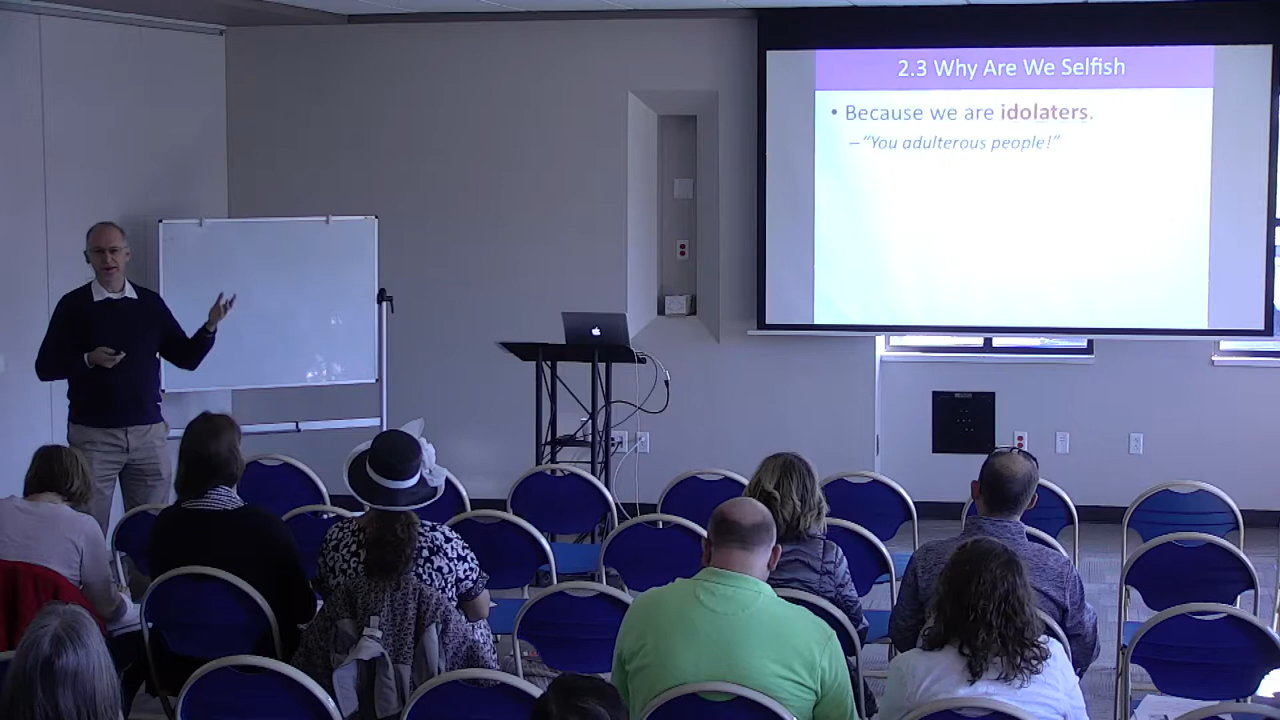 2.3 Why Are We Selfish
• Because we are idolaters.
–“You adulterous people!”